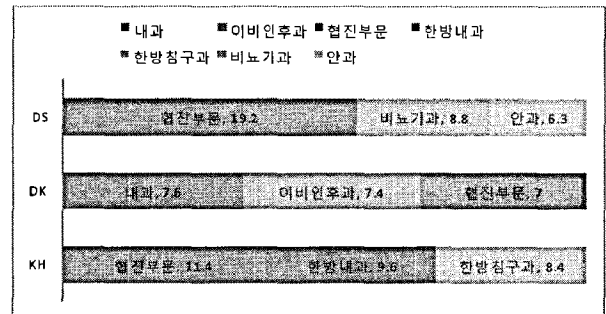 내과 이비인후과 협진부문 한방내과
한방침구과 비뇨기과 안과
DS 협진부문, 19.2 비뇨기과, 8.8 안과, 6.3
DK 내과, 7.6 이비인후과, 7.4 협진부문, 7
KH 협진부문, 11.4 한방내과, 9.6 한방침구과, 8.4